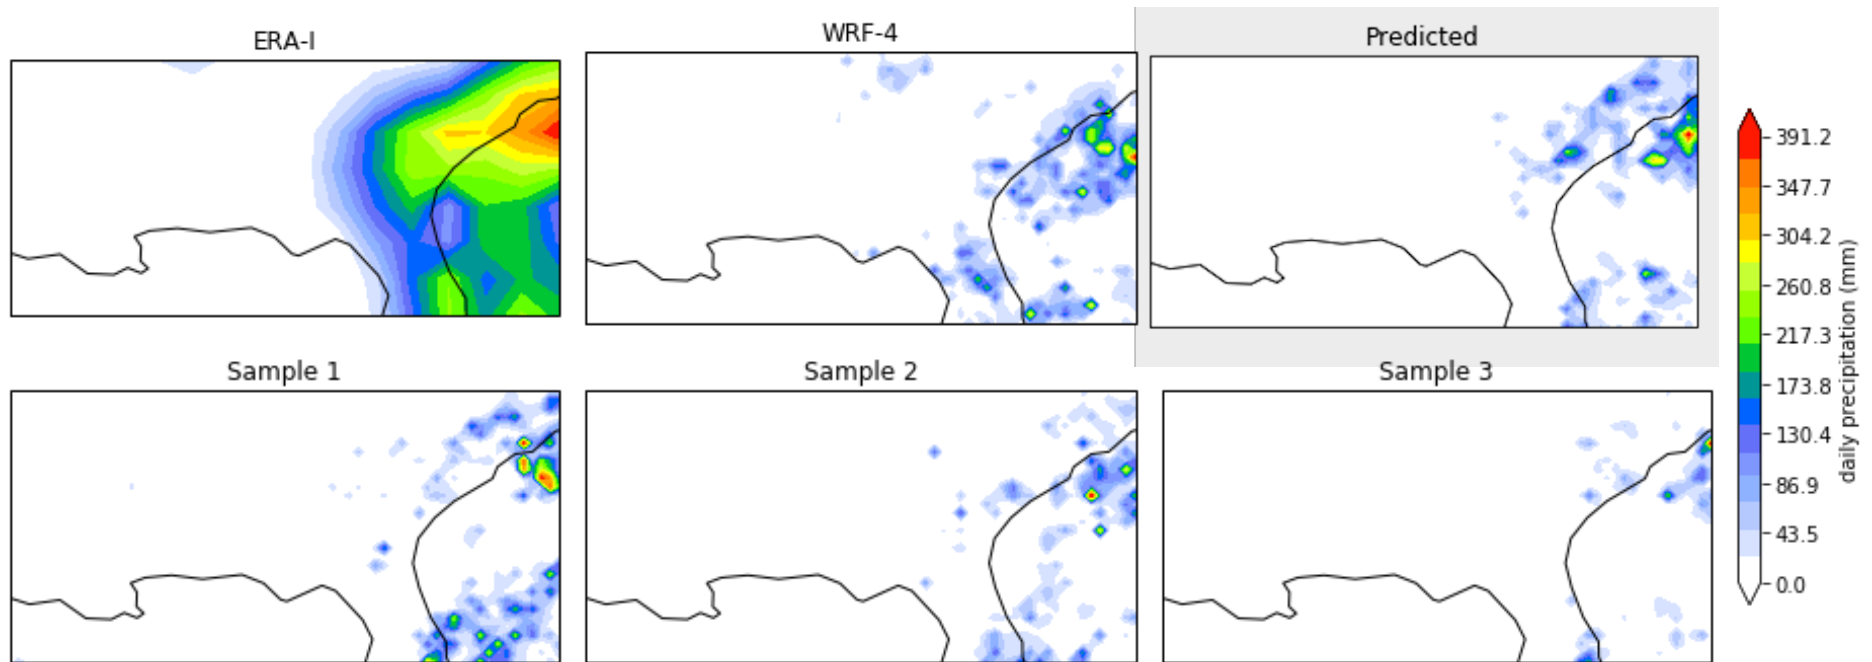 ERA-I
WRF-4
Predicted
Sample 1
Sample 2
Sample 3
391.2
347.7
304.2
260.8
217.3
173.8
130.4
86.9
43.5
0.0
daily precipitation (mm)